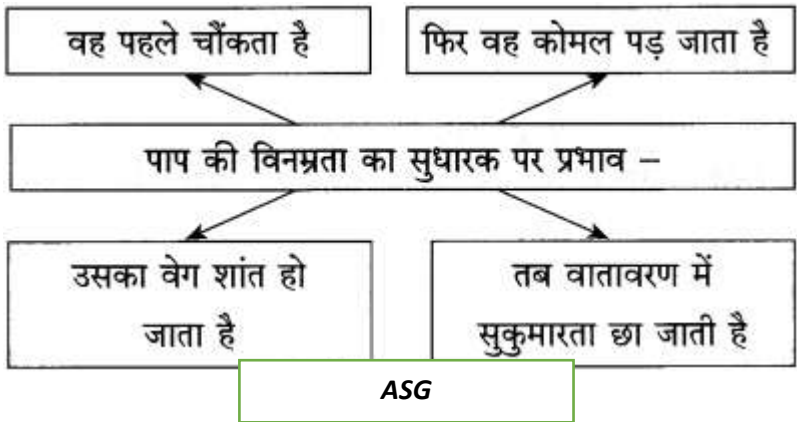 वह पहले चौंकता है
फिर वह कोमल पड़ जाता है
पाप की विनम्रता का सुधारक पर प्रभाव –
उसका वेग शांत हो
जाता है
तब वातावरण में
सुकुमारता छा जाती है
ASG